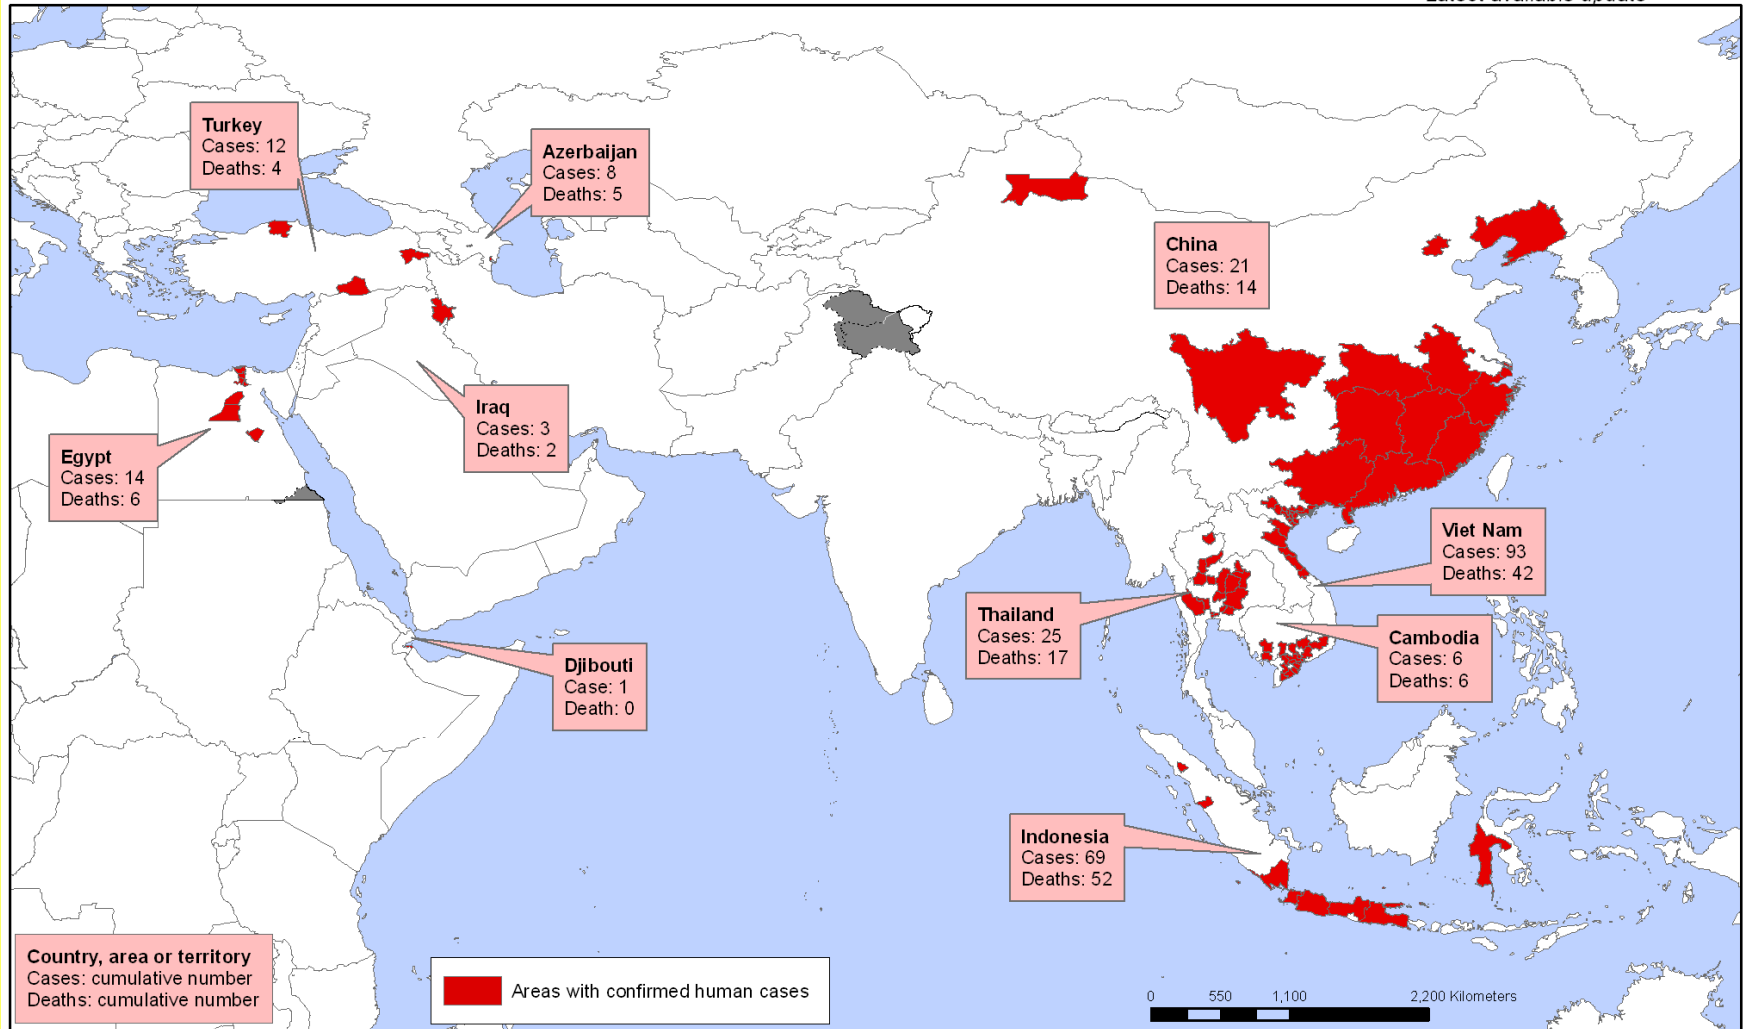 Latest available update
Turkey
Cases: 12
Deaths: 4
Azerbaijan
Cases: 8
Deaths: 5
China
Cases: 21
Deaths: 14
Iraq
Cases: 3
Deaths: 2
Egypt
Cases: 14
Deaths: 6
Viet Nam
Cases: 93
Deaths: 42
Thailand
Cases: 25
Deaths: 17
Cambodia
Cases: 6
Deaths: 6
Djibouti
Case: 1
Death: 0
Indonesia
Cases: 69
Deaths: 52
Country, area or territory
Cases: cumulative number
Deaths: cumulative number
Areas with confirmed human cases
0 550 1,100 2,200 Kilometers